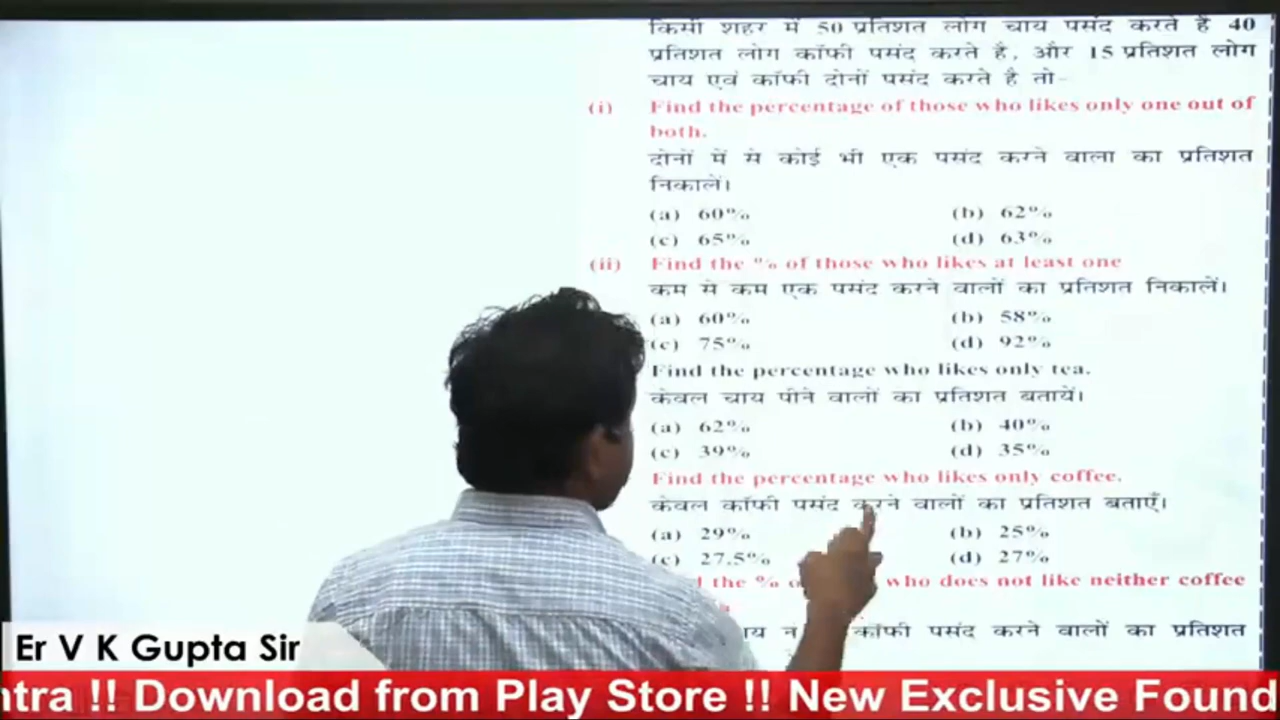 किसी शहर में 50 प्रतिशत लोग चाय पसंद करते हैं 40
प्रतिशत लोग कॉफी पसंद करते है, और 15 प्रतिशत लोग
चाय एवं कॉफी दोनों पसंद करते है तो-
(i) Find the percentage of those who likes only one out of
both.
दोनों में से कोई भी एक पसंद करने वाला का प्रतिशत
निकालें।
(a) 60% (b) 62%
(c) 65% (d) 63%
(ii) Find the % of those who likes at least one
कम से कम एक पसंद करने वालों का प्रतिशत निकालें।
(a) 60% (b) 58%
(c) 75% (d) 92%
Find the percentage who likes only tea.
केवल चाय पीने वालों का प्रतिशत बतायें।
(a) 62% (b) 40%
(c) 39% (d) 35%
Find the percentage who likes only coffee.
केवल कॉफी पसंद करने वालों का प्रतिशत बताएँ।
(a) 29% (b) 25%
(c) 27.5% (d) 27%
the % who does not like neither coffee
कॉफी पसंद करने वालों का प्रतिशत
Er V K Gupta Sir
ntra !! Download from Play Store !! New Exclusive Found